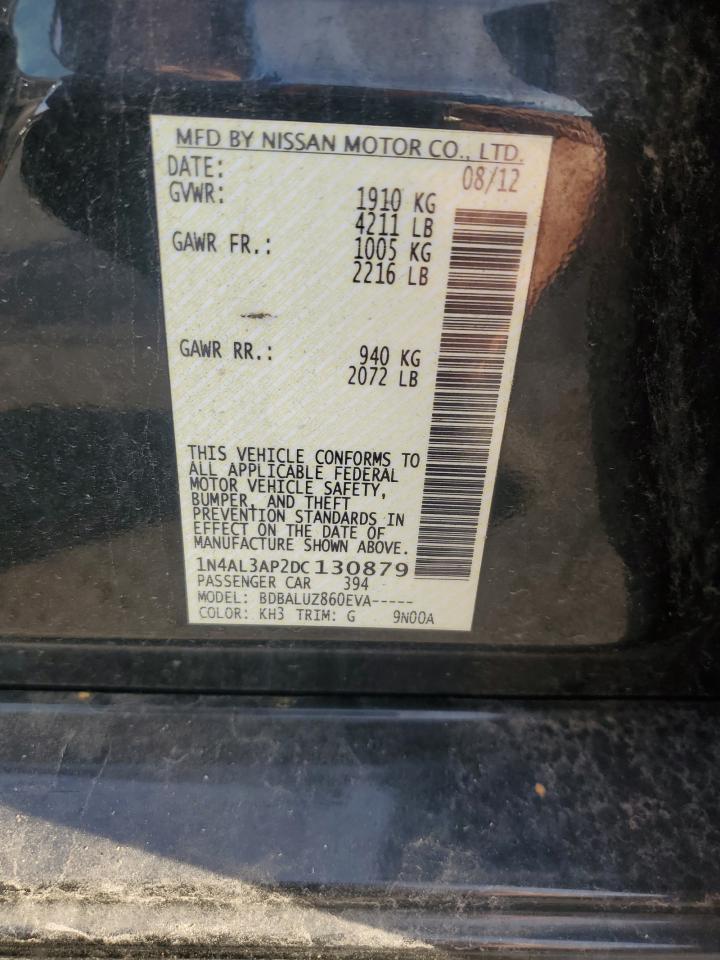 MFD BY NISSAN MOTOR CO., LTD.
DATE: 08/12
GVWR: 1910 KG
4211 LB
GAWR FR.: 1005 KG
2216 LB
GAWR RR.: 940 KG
2072 LB
THIS VEHICLE CONFORMS TO
ALL APPLICABLE FEDERAL
MOTOR VEHICLE SAFETY,
BUMPER, AND THEFT
PREVENTION STANDARDS IN
EFFECT ON THE DATE OF
MANUFACTURE SHOWN ABOVE.
1N4AL3AP2DC130879
PASSENGER CAR 394
MODEL: BDBALUZ860EVA-----
COLOR: KH3 TRIM: G 9N00A